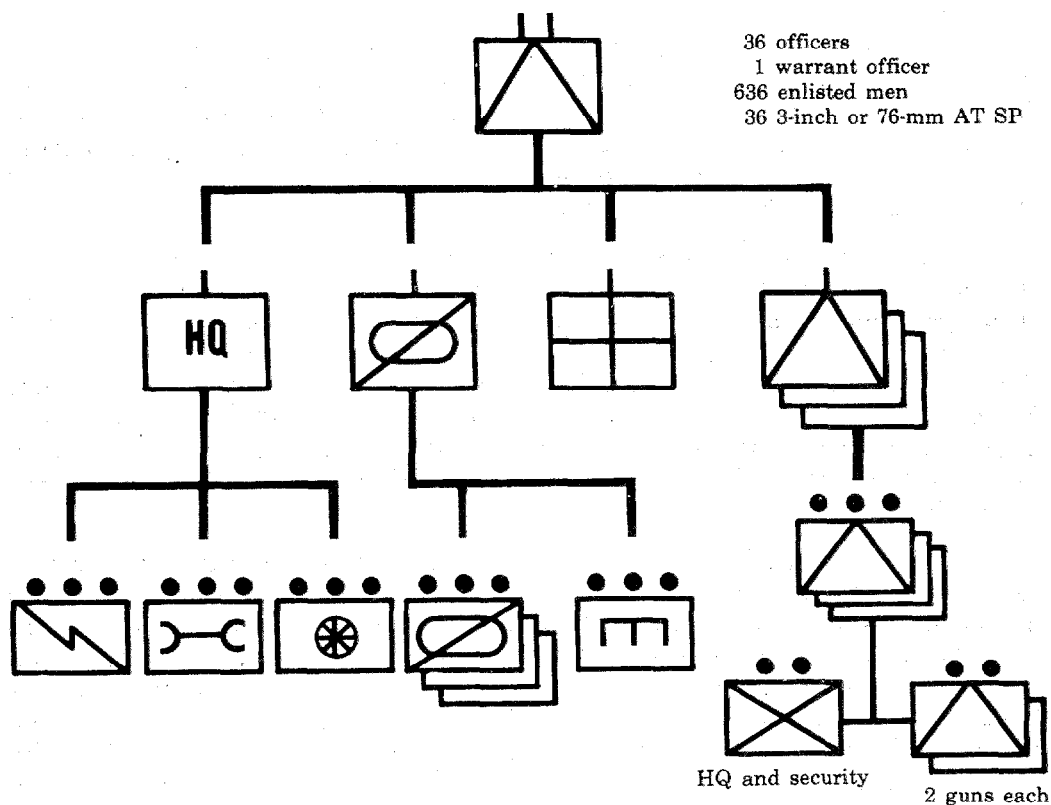 36 officers
1 warrant officer
636 enlisted men
36 3-inch or 76-mm AT SP
HQ
HQ and security
2 guns each